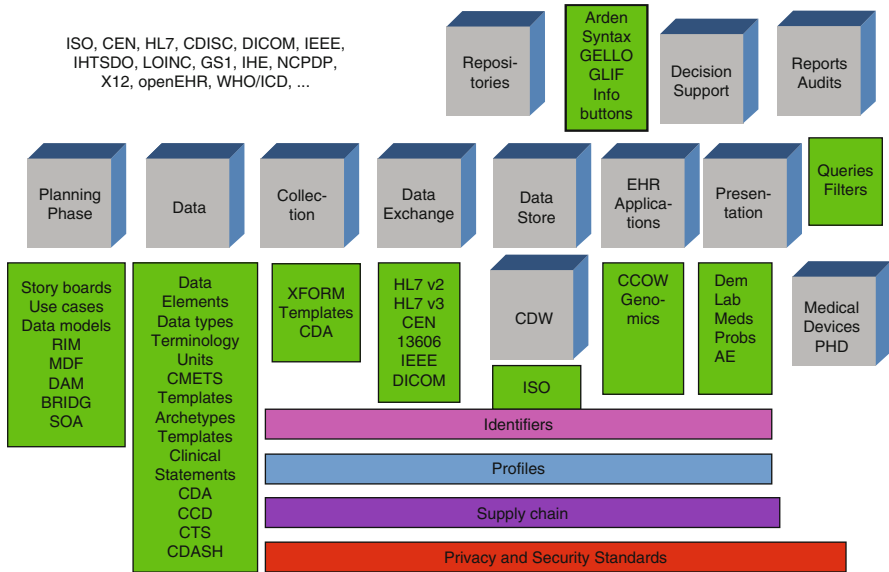 ISO, CEN, HL7, CDISC, DICOM, IEEE,
IHTSDO, LOINC, GS1, IHE, NCPDP,
X12, openEHR, WHO/ICD, ...
Reposi-
tories
Arden
Syntax
GELLO
GLIF
Info
buttons
Decision
Support
Reports
Audits
Planning
Phase
Data
Collec-
tion
Data
Exchange
Data
Store
EHR
Applica-
tions
Presen-
tation
Queries
Filters
Story boards
Use cases
Data models
RIM
MDF
DAM
BRIDG
SOA
Data
Elements
Data types
Terminology
Units
CMETS
Templates
Archetypes
Templates
Clinical
Statements
CDA
CCD
CTS
CDASH
XFORM
Templates
CDA
HL7 v2
HL7 v3
CEN
13606
IEEE
DICOM
CDW
ISO
CCOW
Geno-
mics
Dem
Lab
Meds
Probs
AE
Medical
Devices
PHD
Identifiers
Profiles
Supply chain
Privacy and Security Standards